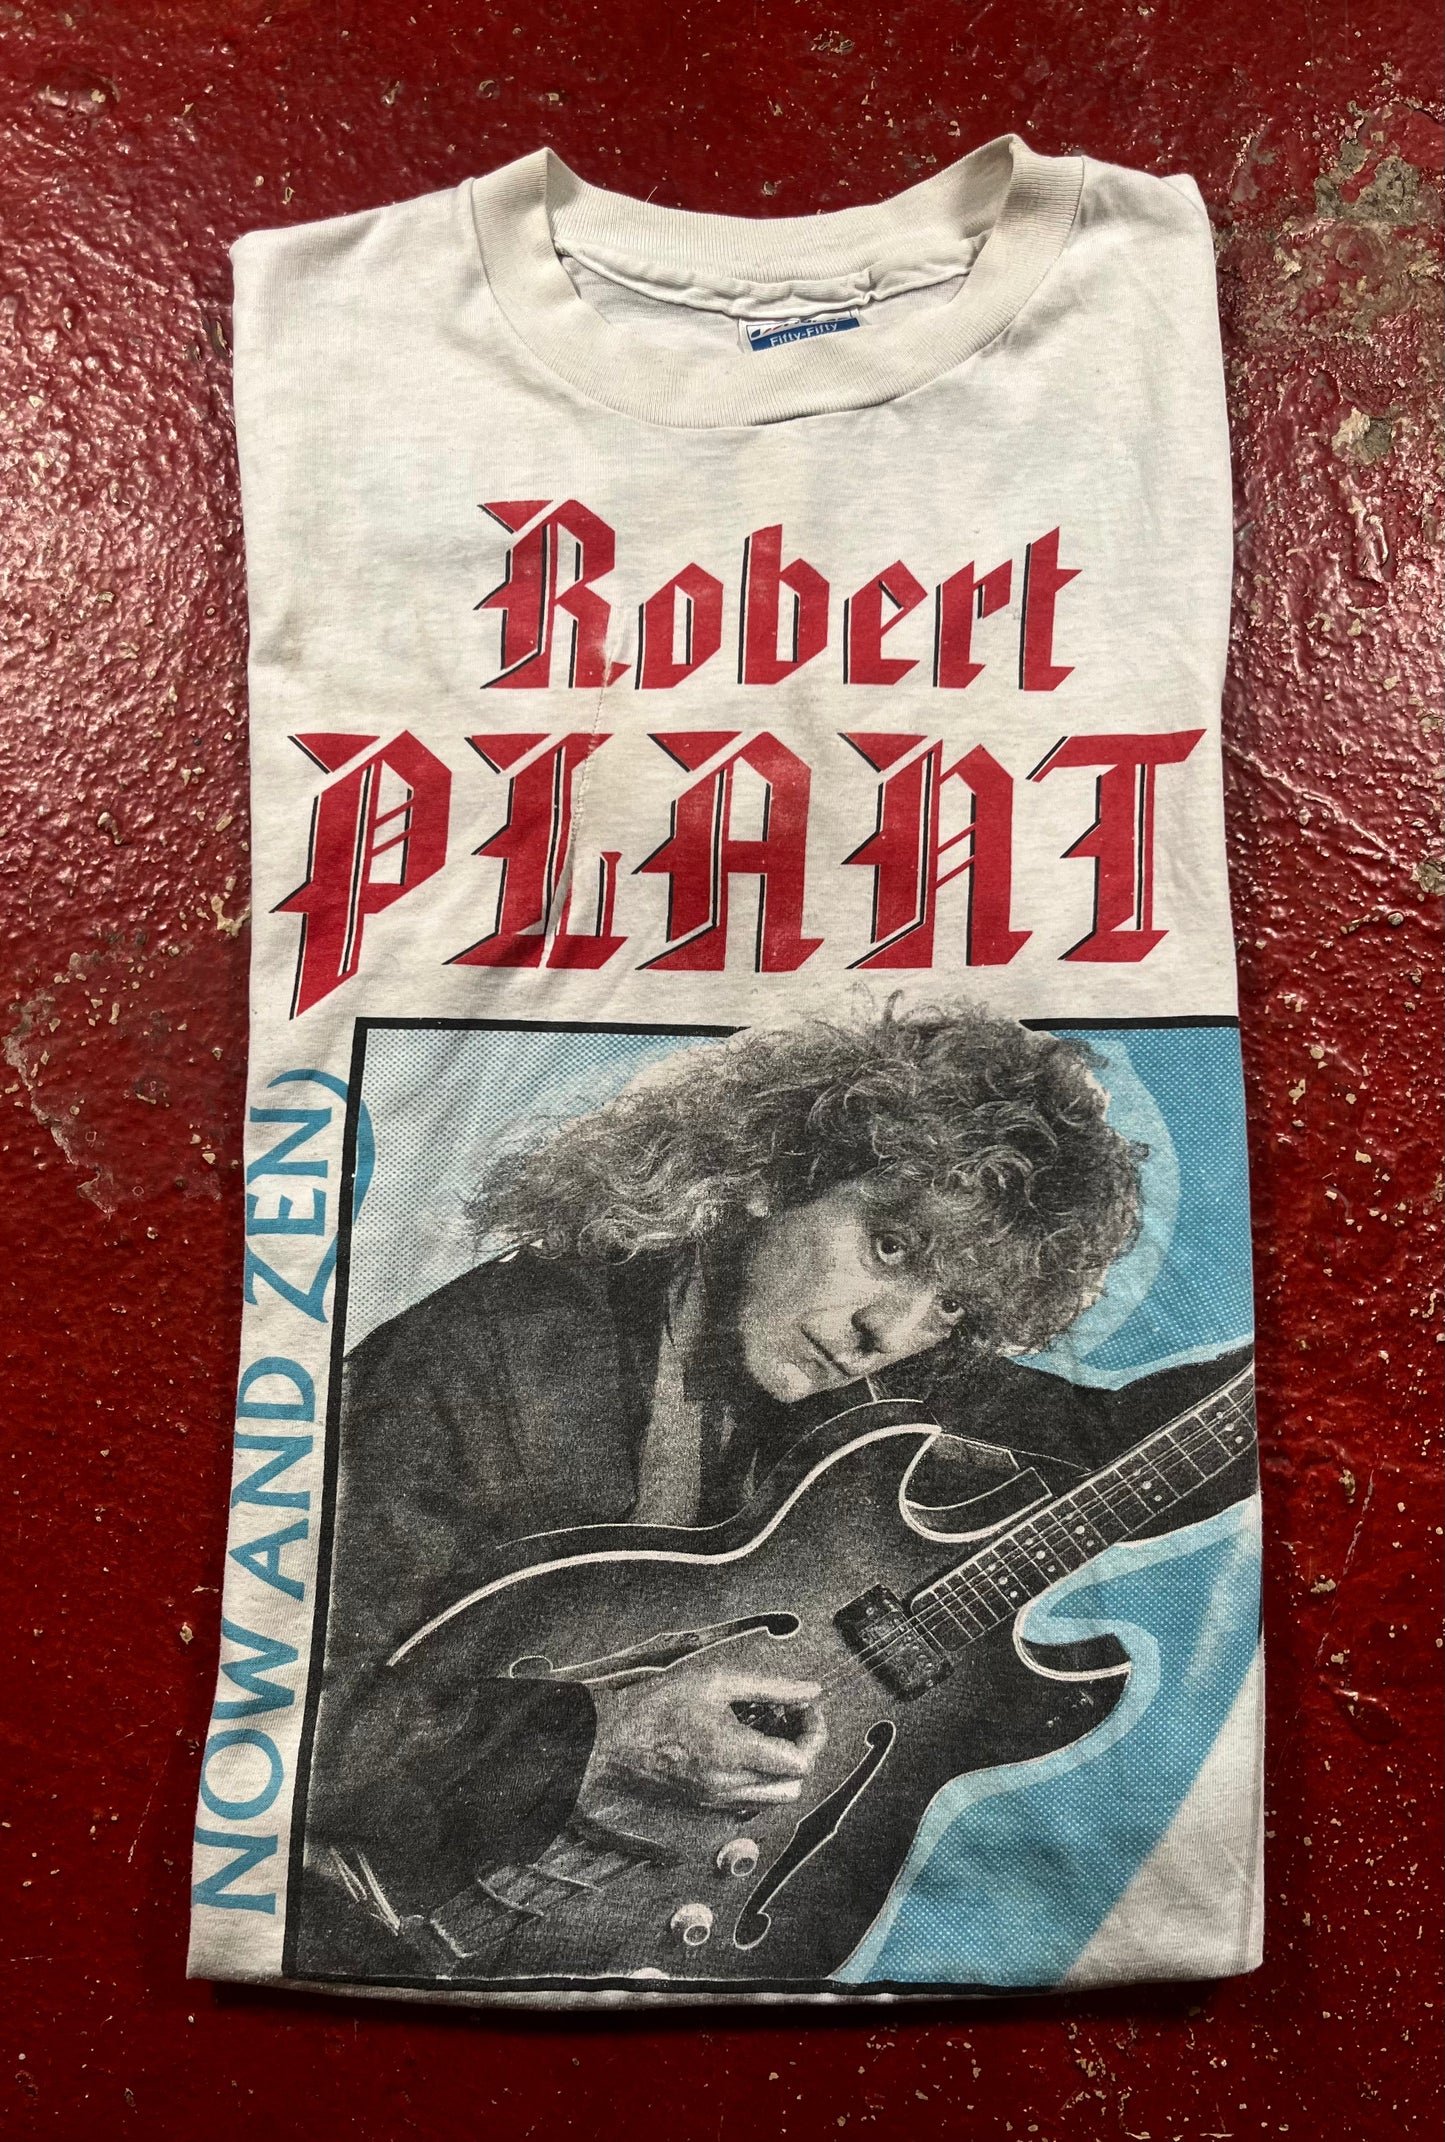 Fifty-Fifty
Robert
PLANT
NOW AND ZEN